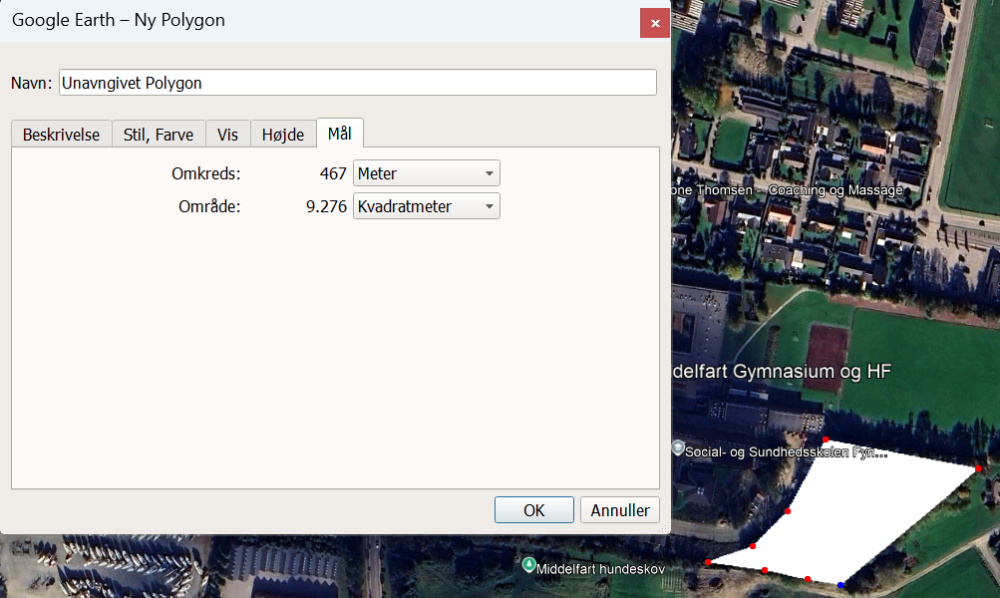 Google Earth – Ny Polygon
Navn: Unavngivet Polygon
Beskrivelse Stil, Farve Vis Højde Mål
Omkreds: 467 Meter
Område: 9.276 Kvadratmeter
OK Annuller
one Thomsen - Coaching og Massage
delfart Gymnasium og HF
Social- og Sundhedsskolen Fyn...
Middelfart hundeskov